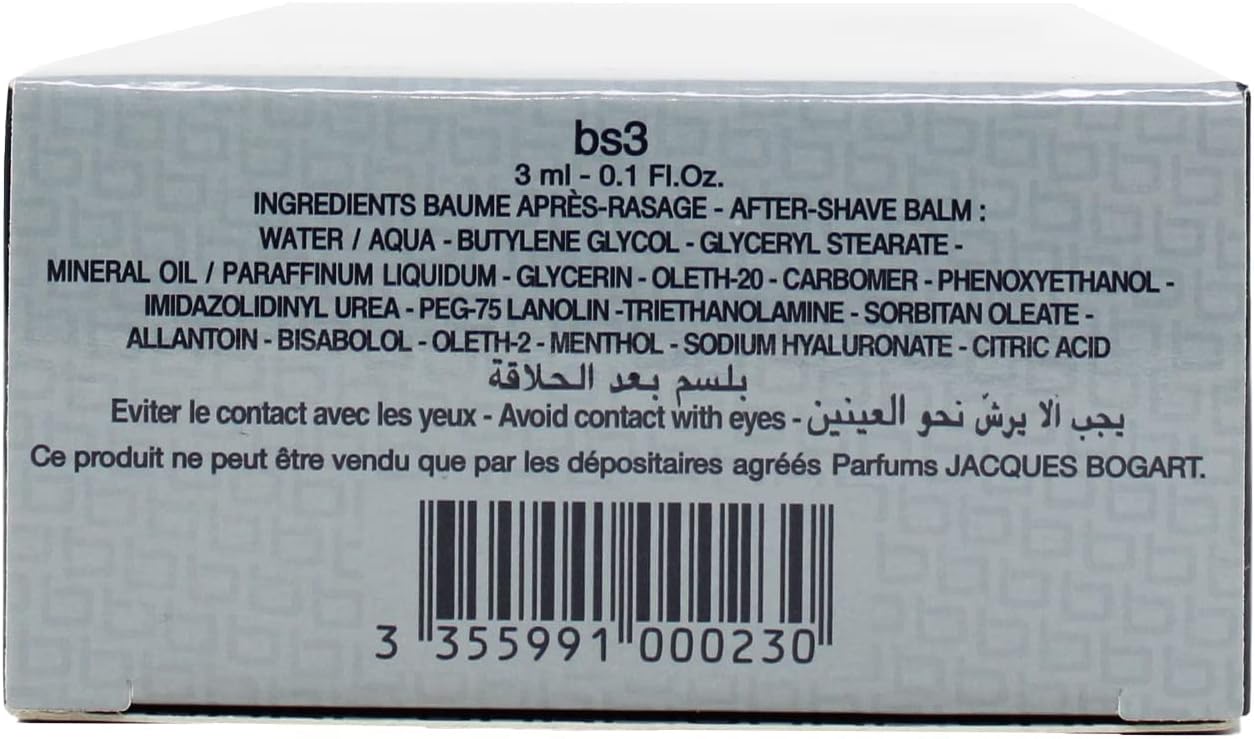 bs3
3 ml - 0.1 Fl.Oz.
INGREDIENTS BAUME APRÈS-RASAGE - AFTER-SHAVE BALM :
WATER / AQUA - BUTYLENE GLYCOL - GLYCERYL STEARATE -
MINERAL OIL / PARAFFINUM LIQUIDUM - GLYCERIN - OLETH-20 - CARBOMER - PHENOXYETHANOL -
IMIDAZOLIDINYL UREA - PEG-75 LANOLIN -TRIETHANOLAMINE - SORBITAN OLEATE -
ALLANTOIN - BISABOLOL - OLETH-2 - MENTHOL - SODIUM HYALURONATE - CITRIC ACID
بلسم بعد الحلاقة
Eviter le contact avec les yeux - Avoid contact with eyes - يجب ألا يرشّ نحو العينين
Ce produit ne peut être vendu que par les dépositaires agréés Parfums JACQUES BOGART.
3 355991 000230